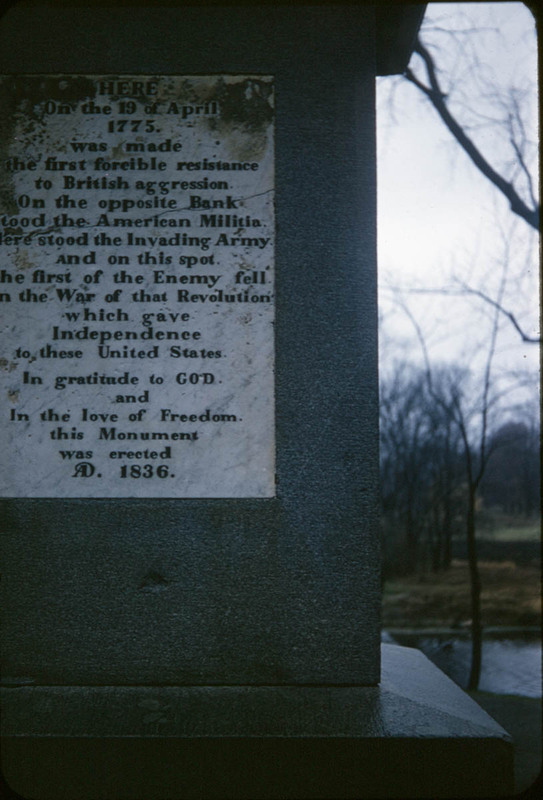 HERE
On the 19 of April
1775.
was made
the first forcible resistance
to British aggression.
On the opposite Bank
tood the American Militia.
ere stood the Invading Army
and on this spot.
he first of the Enemy fell
n the War of that Revolution
which gave
Independence
to these United States.
In gratitude to GOD.
and
In the love of Freedom.
this Monument
was erected
AD. 1836.